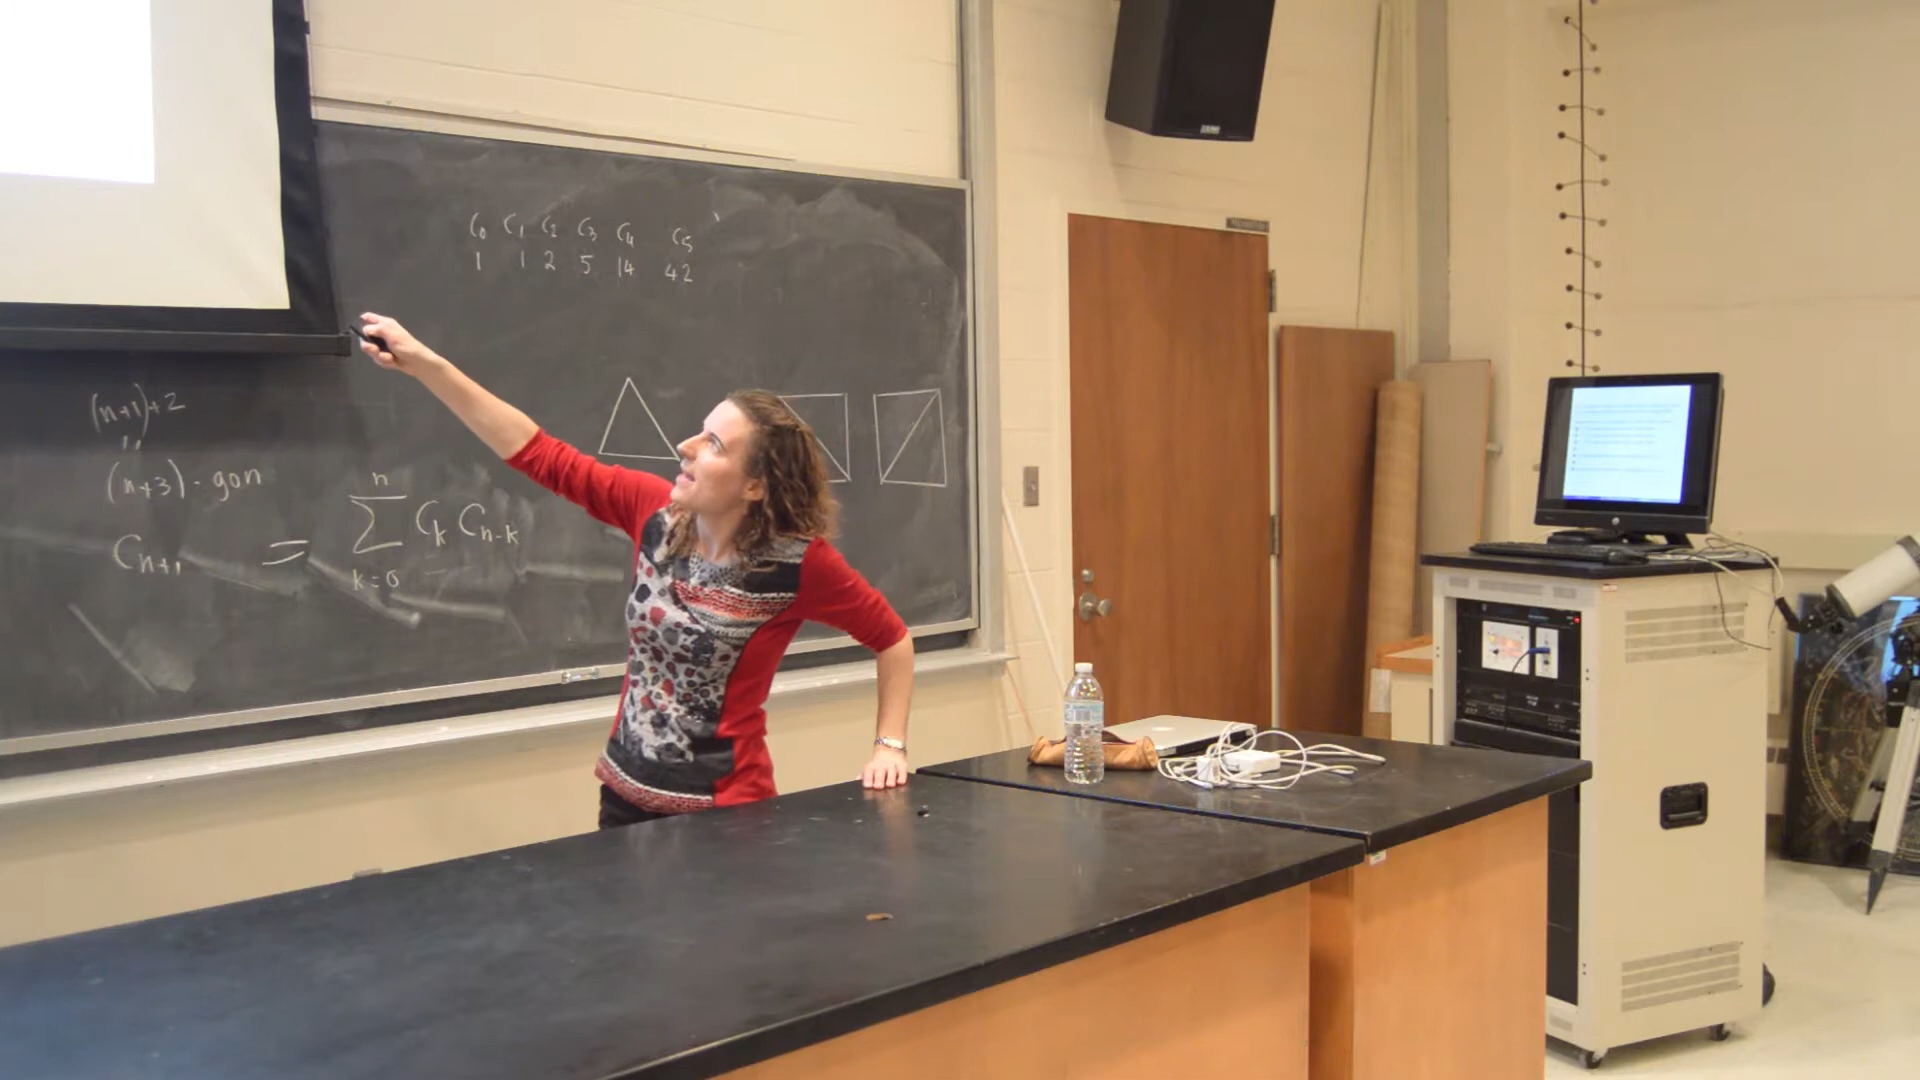 C₀ C₁ C₂ C₃ C₄ C₅
1 1 2 5 14 42
(n+1)+2
"
(n+3)-gon
n
Cₙ₊₁ = Σ Cₖ Cₙ₋ₖ
k=0